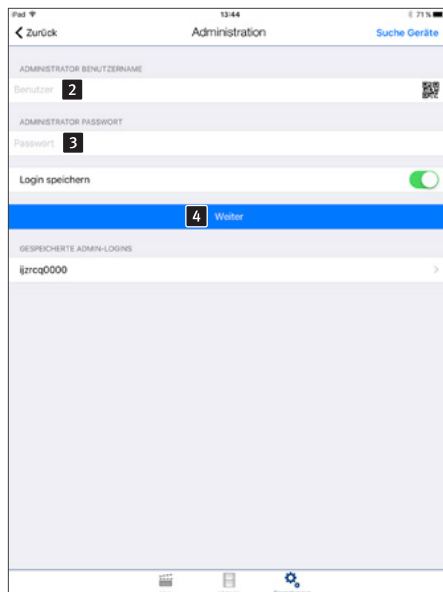 iPad 13:44 71 %
Zurück Administration Suche Geräte
ADMINISTRATOR BENUTZERNAME
Benutzer 2
ADMINISTRATOR PASSWORT
Passwort 3
Login speichern
4 Weiter
GESPEICHERTE ADMIN-LOGINS
ijzrcq0000